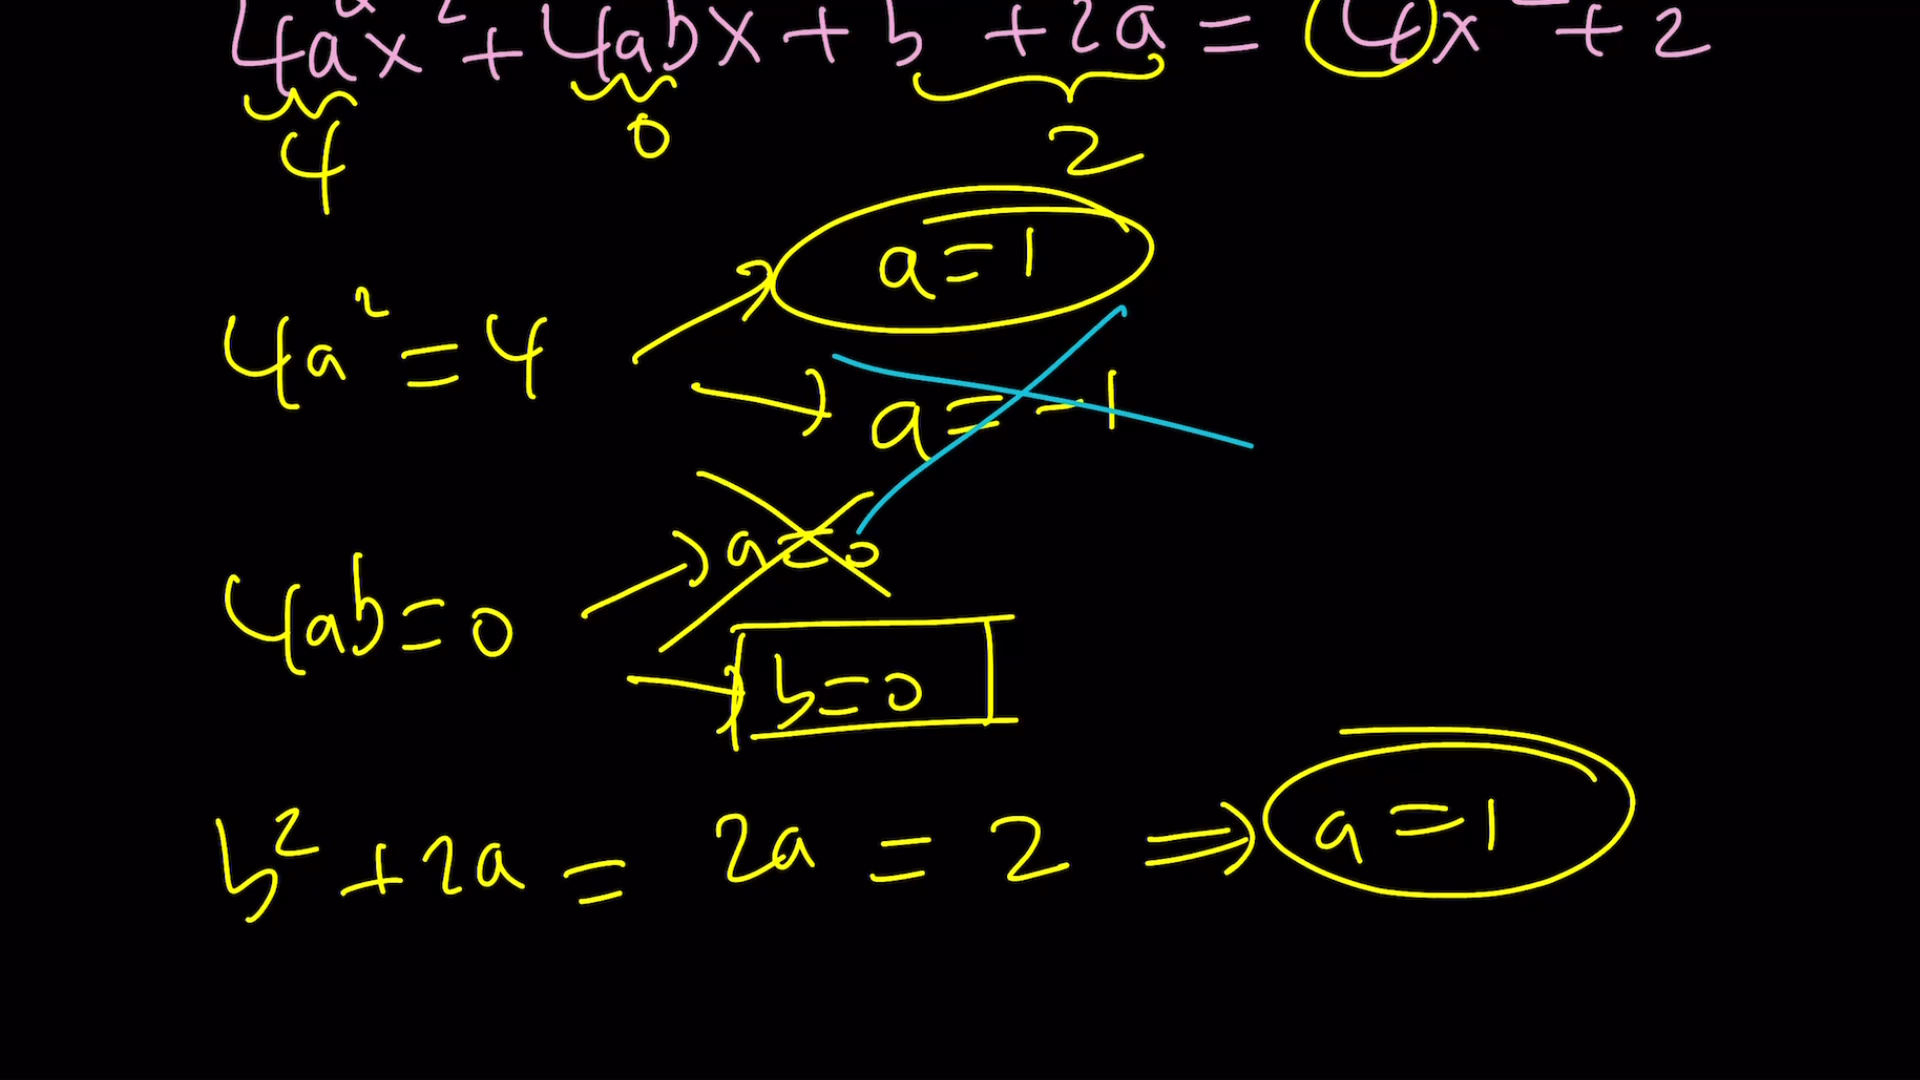 4a²x² + 4abx + b² + 2a = 4x² + 2
4 0 2
a = 1
4a² = 4
a = -1
a = 0
4ab = 0
b = 0
b² + 2a = 2a = 2 ⇒ a = 1